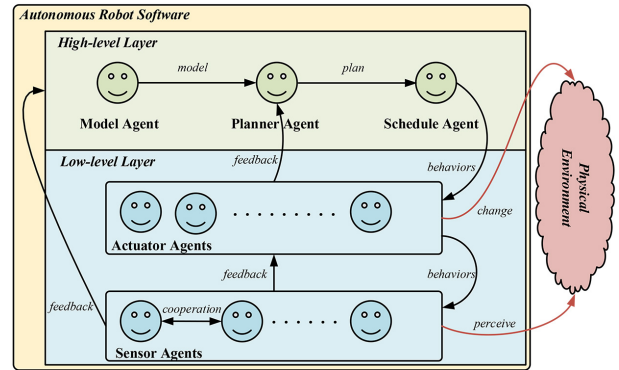 Autonomous Robot Software
High-level Layer
model
plan
Model Agent
Planner Agent
Schedule Agent
Low-level Layer
feedback
behaviors
Physical
Environment
change
Actuator Agents
feedback
behaviors
feedback
cooperation
perceive
Sensor Agents